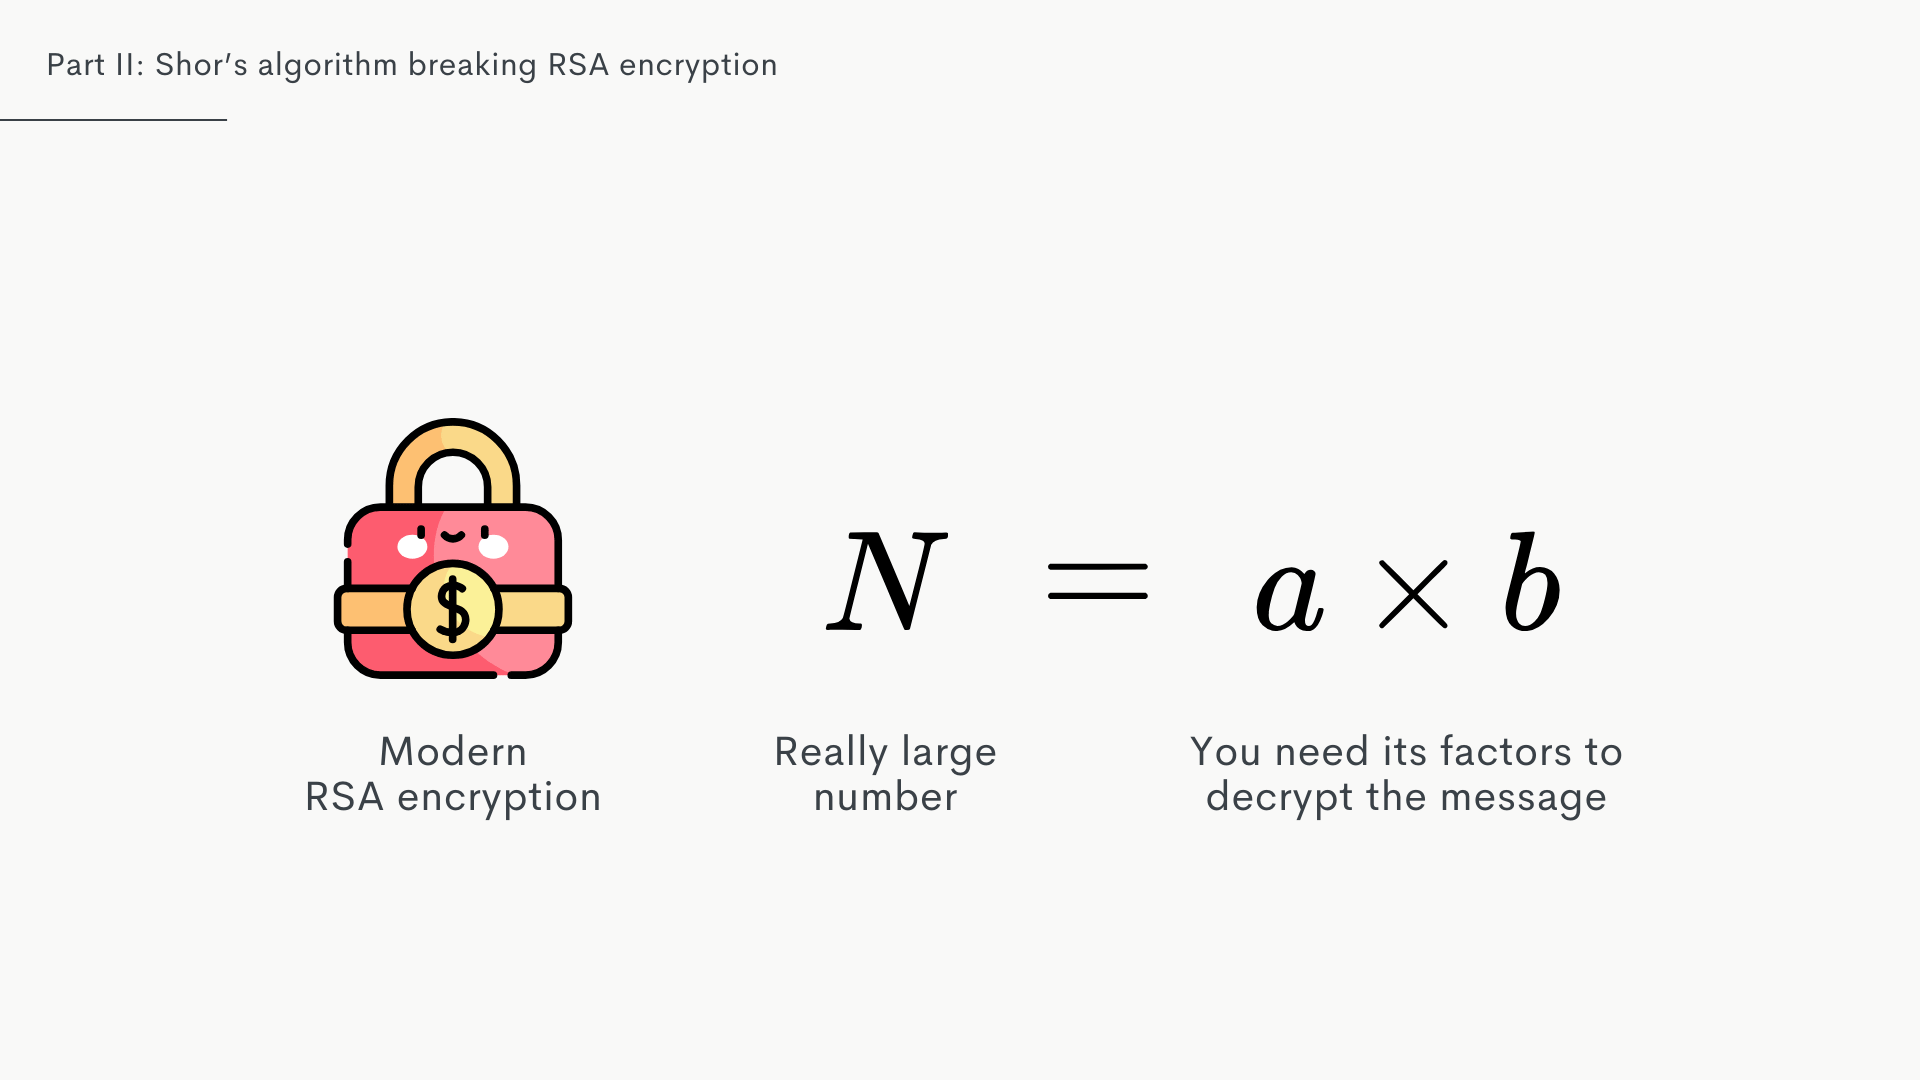 Part II: Shor’s algorithm breaking RSA encryption
$
N = a × b
Modern
RSA encryption
Really large
number
You need its factors to
decrypt the message